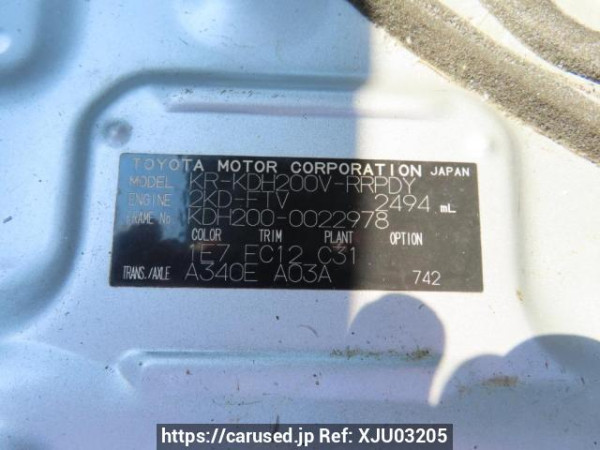 TOYOTA MOTOR CORPORATION JAPAN
MODEL KR-KDH200V-RRPDY
ENGINE 2KD-FTV 2494 mL
FRAME No. KDH200-0022978
COLOR TRIM PLANT OPTION
1E7 FC12 C31
TRANS./AXLE A340E A03A 742
https://carused.jp Ref: XJU03205